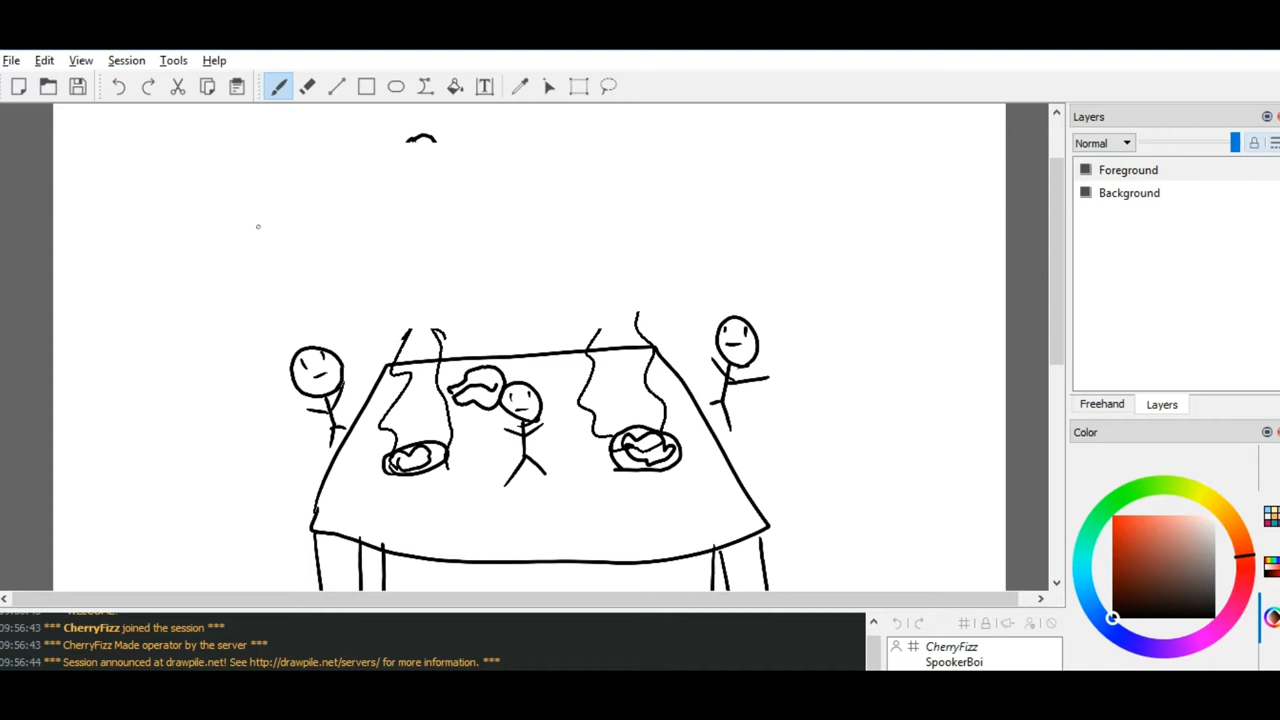 File Edit View Session Tools Help
Layers
Normal
Foreground
Background
Freehand Layers
Color
09:56:43 *** CherryFizz joined the session ***
09:56:43 *** CherryFizz Made operator by the server ***
09:56:44 *** Session announced at drawpile.net! See http://drawpile.net/servers/ for more information. ***
CherryFizz
SpookerBoi